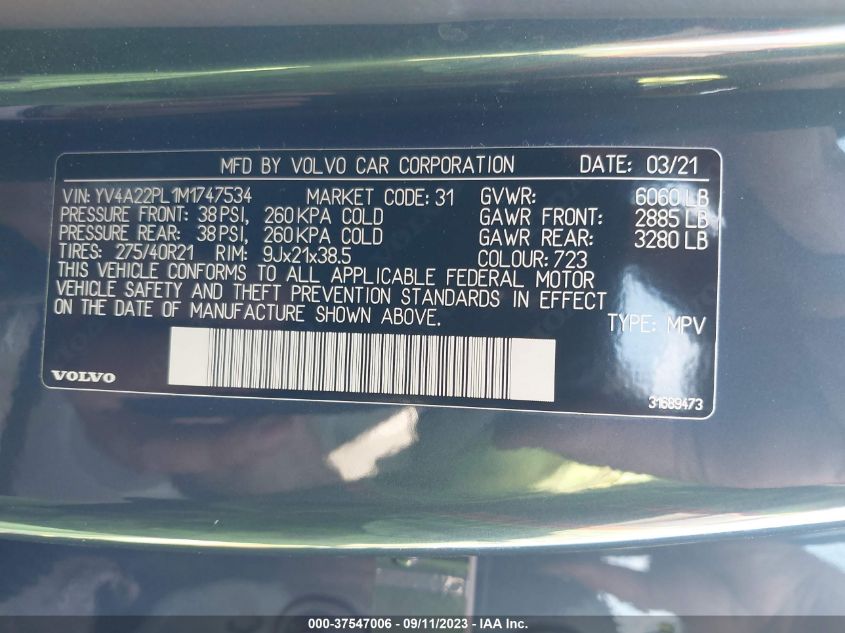 MFD BY VOLVO CAR CORPORATION DATE: 03/21
VIN: YV4A22PL1M1747534 MARKET CODE: 31 GVWR: 6060 LB
PRESSURE FRONT: 38 PSI, 260 KPA COLD GAWR FRONT: 2885 LB
PRESSURE REAR: 38 PSI, 260 KPA COLD GAWR REAR: 3280 LB
TIRES: 275/40R21 RIM: 9Jx21x38.5 COLOUR: 723
THIS VEHICLE CONFORMS TO ALL APPLICABLE FEDERAL MOTOR
VEHICLE SAFETY AND THEFT PREVENTION STANDARDS IN EFFECT
ON THE DATE OF MANUFACTURE SHOWN ABOVE.
TYPE: MPV
VOLVO
31689473
000-37547006 - 09/11/2023 - IAA Inc.